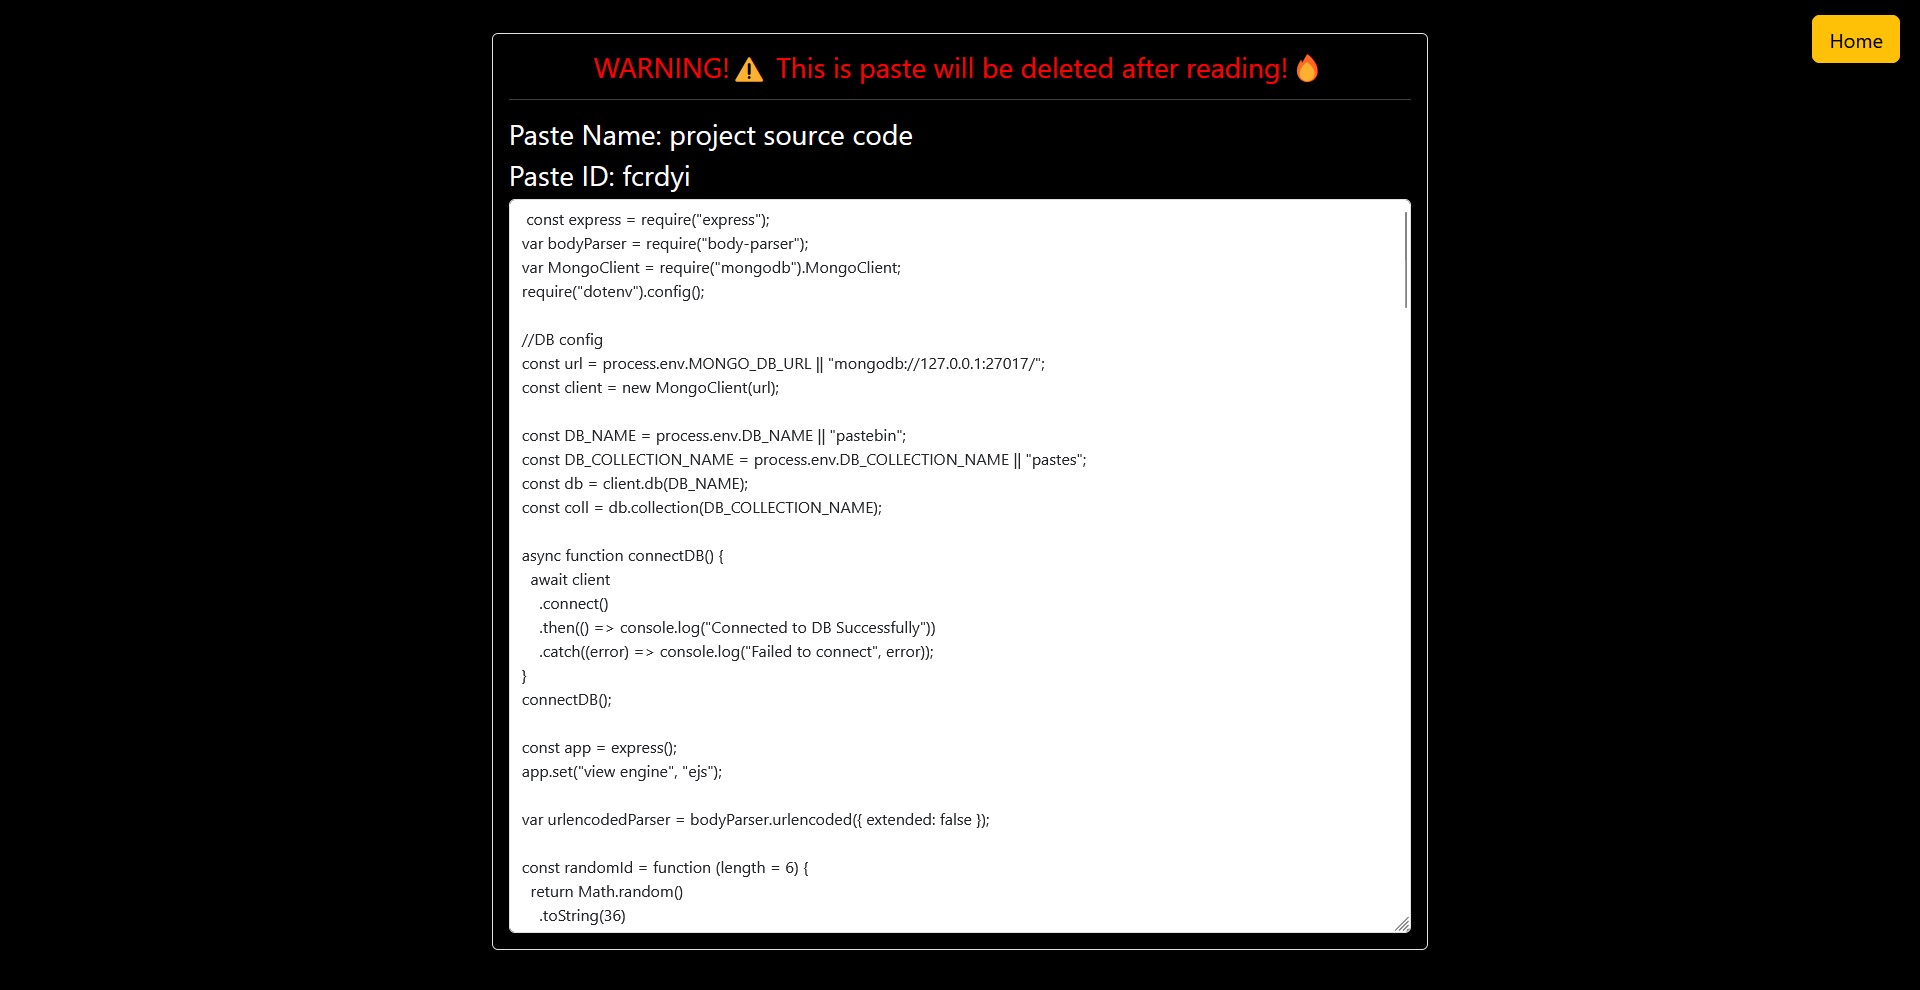 Home
WARNING!⚠️ This is paste will be deleted after reading!🔥
Paste Name: project source code
Paste ID: fcrdyi
const express = require("express");
var bodyParser = require("body-parser");
var MongoClient = require("mongodb").MongoClient;
require("dotenv").config();
//DB config
const url = process.env.MONGO_DB_URL || "mongodb://127.0.0.1:27017/";
const client = new MongoClient(url);
const DB_NAME = process.env.DB_NAME || "pastebin";
const DB_COLLECTION_NAME = process.env.DB_COLLECTION_NAME || "pastes";
const db = client.db(DB_NAME);
const coll = db.collection(DB_COLLECTION_NAME);
async function connectDB() {
  await client
    .connect()
    .then(() => console.log("Connected to DB Successfully"))
    .catch((error) => console.log("Failed to connect", error));
}
connectDB();
const app = express();
app.set("view engine", "ejs");
var urlencodedParser = bodyParser.urlencoded({ extended: false });
const randomId = function (length = 6) {
  return Math.random()
    .toString(36)